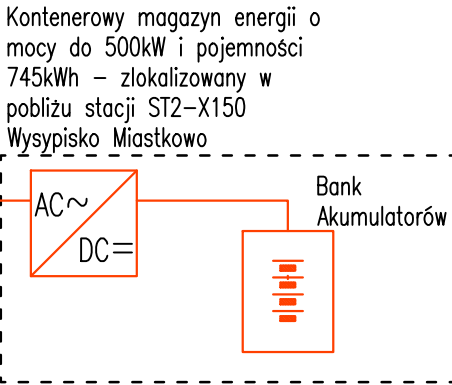 Kontenerowy magazyn energii o
mocy do 500kW i pojemności
745kWh – zlokalizowany w
pobliżu stacji ST2–X150
Wysypisko Miastkowo
AC~
DC=
Bank
Akumulatorów